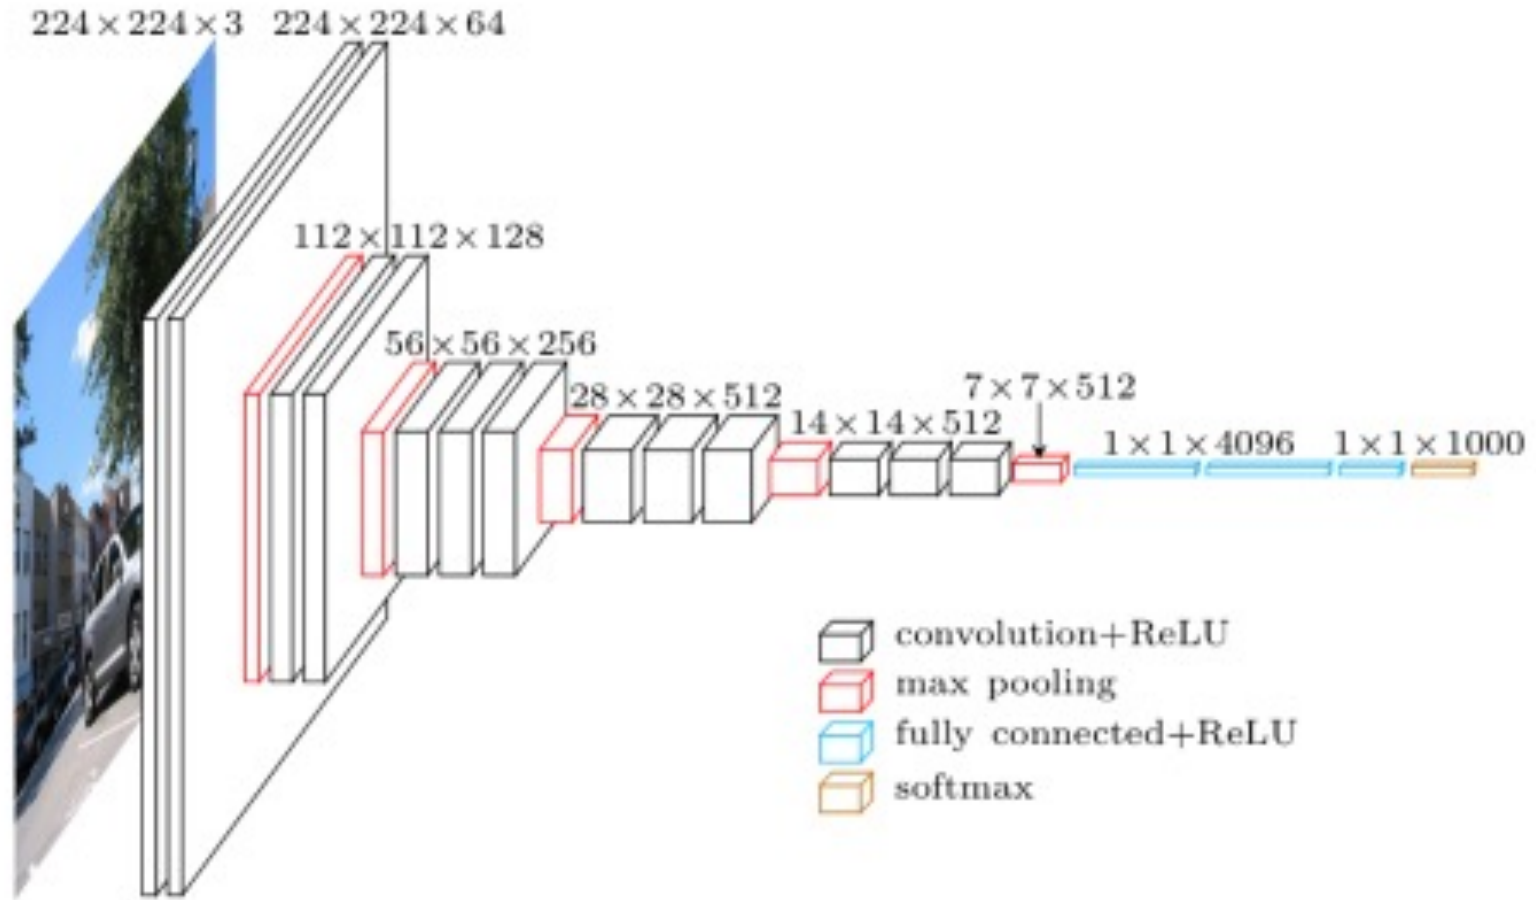 224×224×3
224×224×64
112×112×128
56×56×256
28×28×512
14×14×512
7×7×512
1×1×4096
1×1×1000
convolution+ReLU
max pooling
fully connected+ReLU
softmax